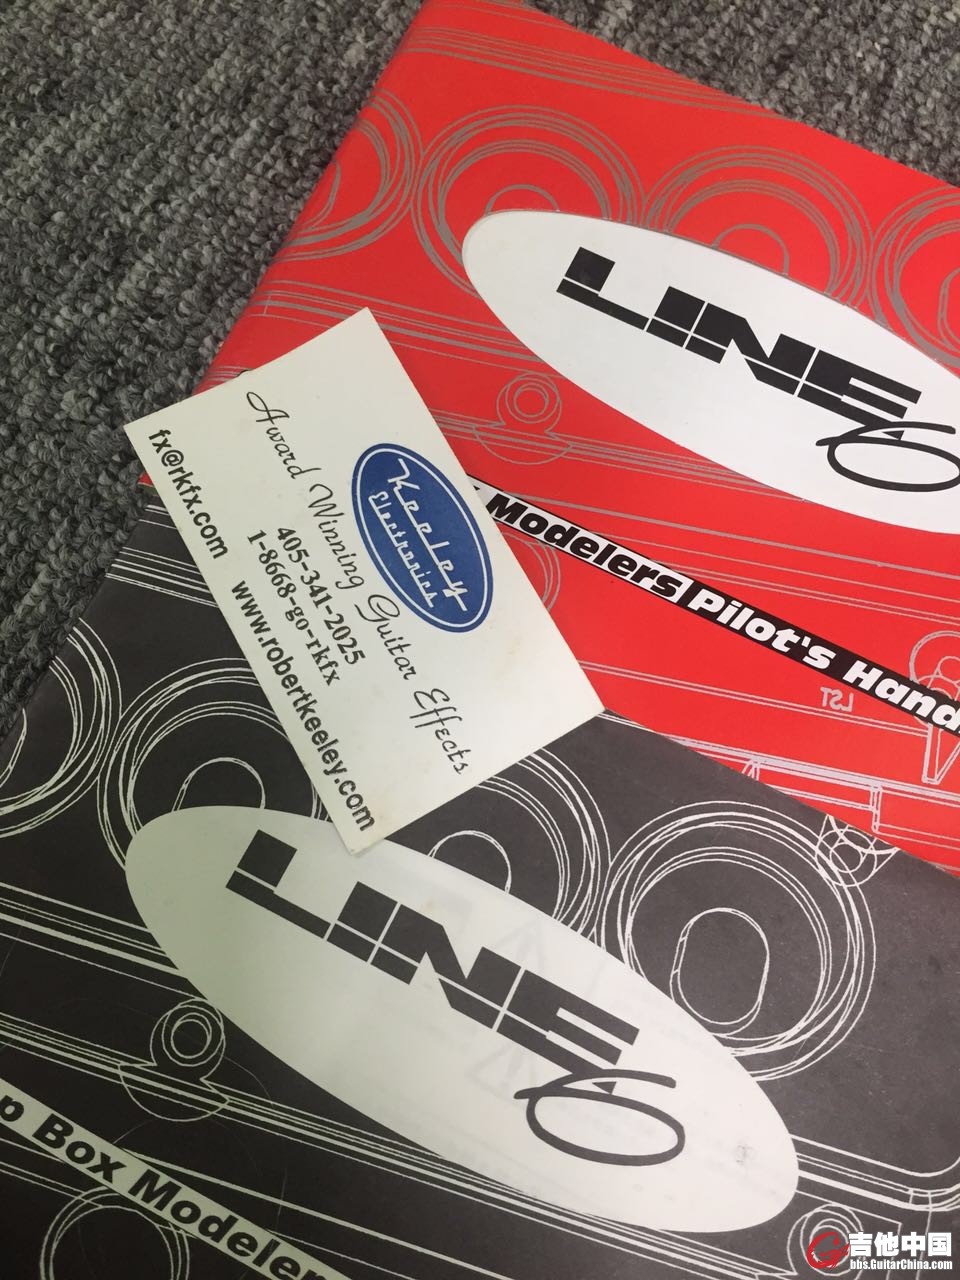 LINE
6
Modelers Pilot's Hand
LST
Keeley
Electronics
Award Winning Guitar Effects
405-341-2025
1-8668-go-rkfx
fx@rkfx.com www.robertkeeley.com
LINE
6
p Box Modeler
吉他中国
bbs.GuitarChina.com